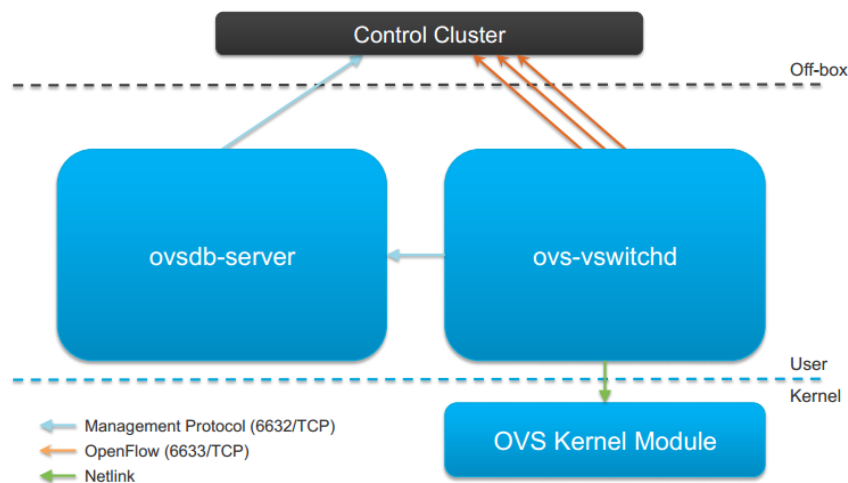 Control Cluster
Off-box
ovsdb-server
ovs-vswitchd
User
Kernel
Management Protocol (6632/TCP)
OpenFlow (6633/TCP)
Netlink
OVS Kernel Module